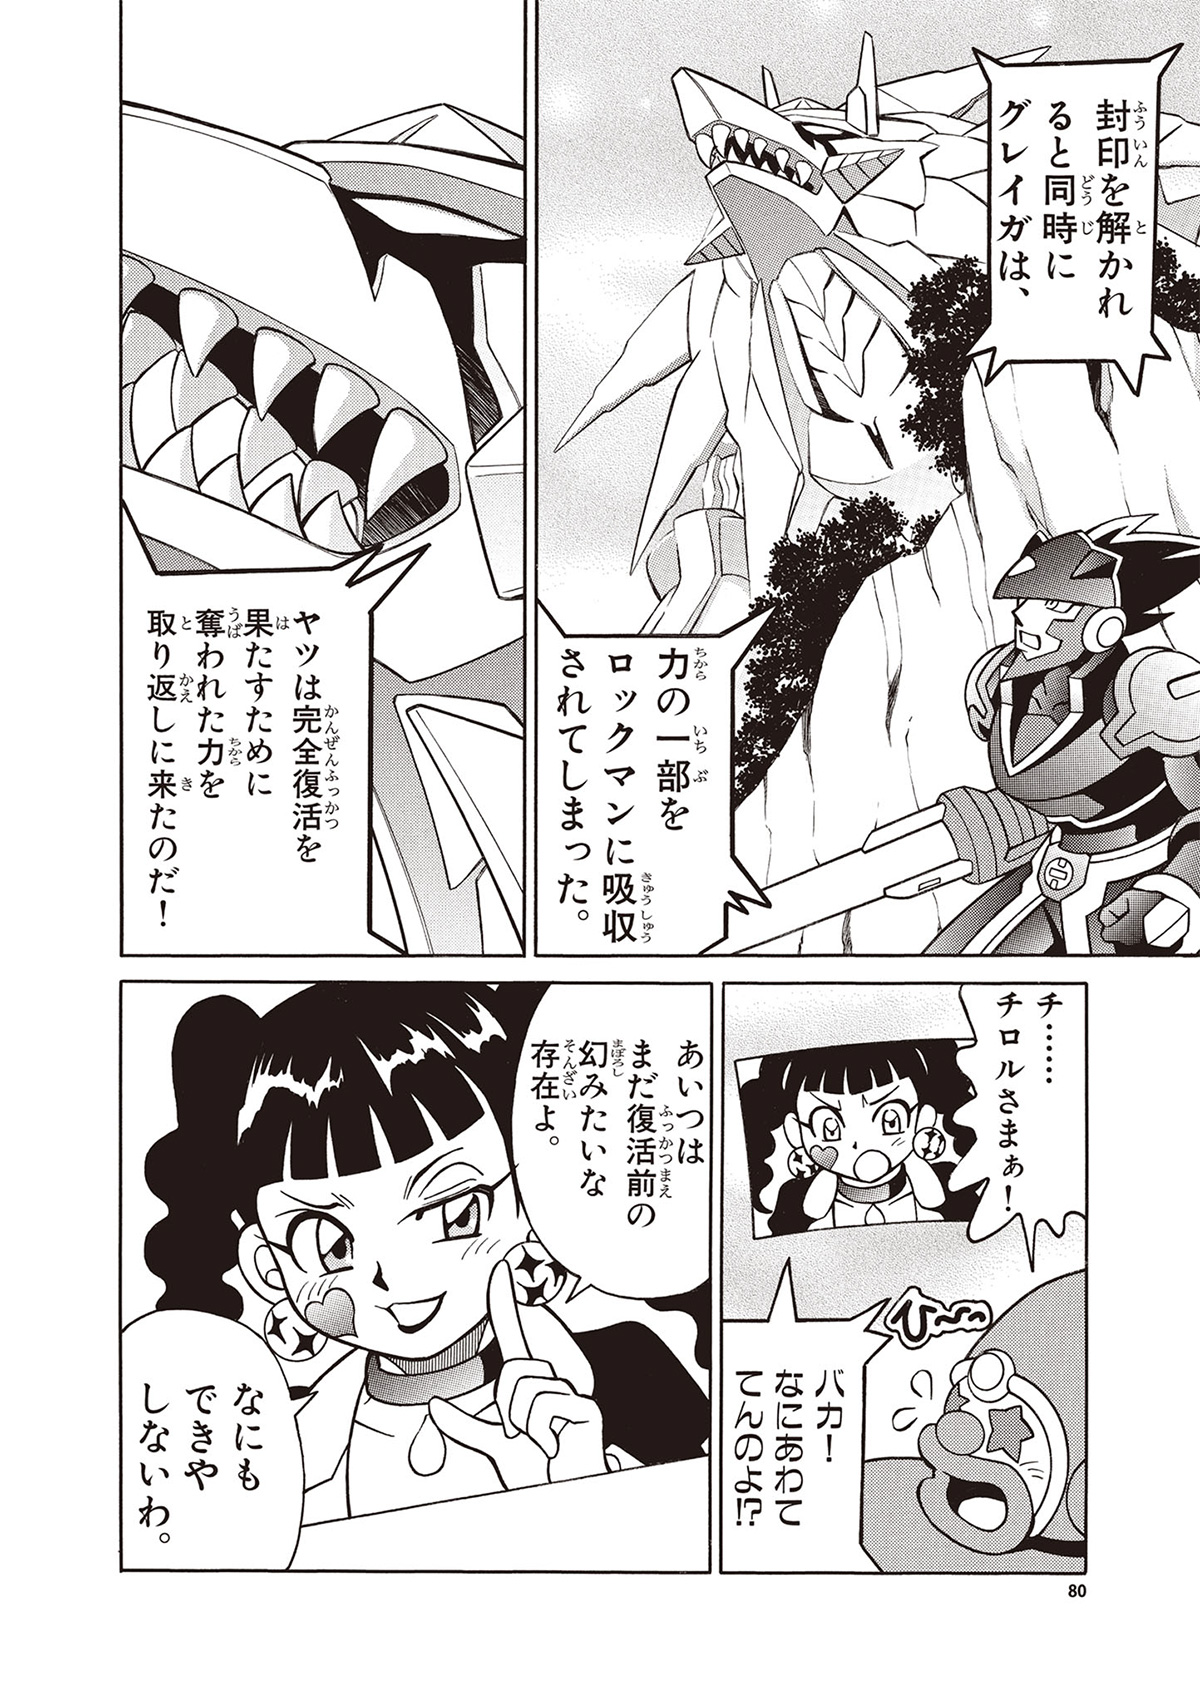 封印を解かれ
ると同時に
グレイガは、
力の一部を
ロックマンに吸収
されてしまった。
ヤツは完全復活を
果たすために
奪われた力を
取り返しに来たのだ！
チ……
チロルさまぁ！
ひ〜〜
バカ！
なにあわて
てんのよ!?
あいつは
まだ復活前の
幻みたいな
存在よ。
なにも
できや
しないわ。
80